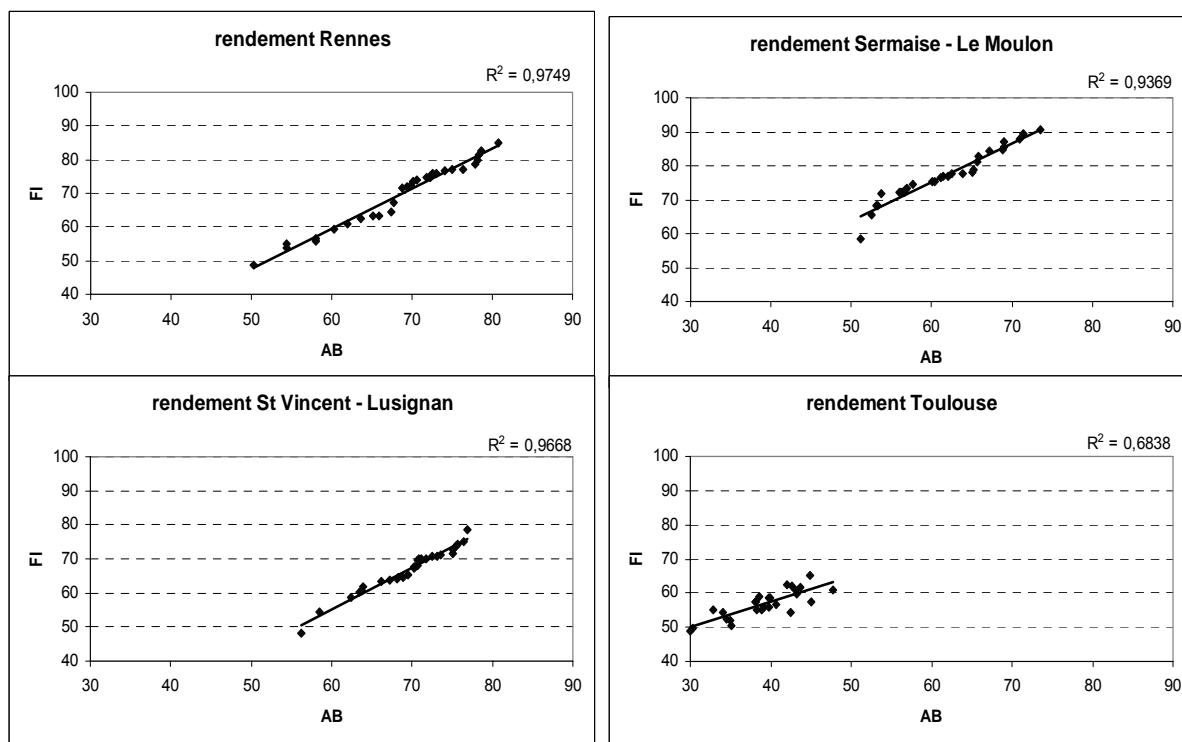 rendement Rennes
R² = 0,9749
100
90
80
70
60
50
40
FI
30 40 50 60 70 80 90
AB
rendement Sermaise - Le Moulon
R² = 0,9369
100
90
80
70
60
50
40
FI
30 40 50 60 70 80 90
AB
rendement St Vincent - Lusignan
R² = 0,9668
100
90
80
70
60
50
40
FI
30 40 50 60 70 80 90
AB
rendement Toulouse
R² = 0,6838
100
90
80
70
60
50
40
FI
30 40 50 60 70 80 90
AB